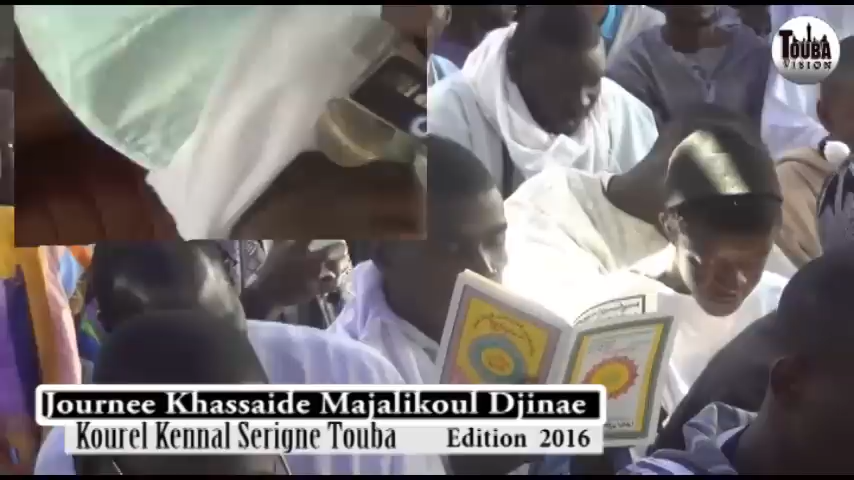 TOUBA
VISION
Journee Khassaide Majalikoul Djinae
Kourel Kennal Serigne Touba Edition 2016